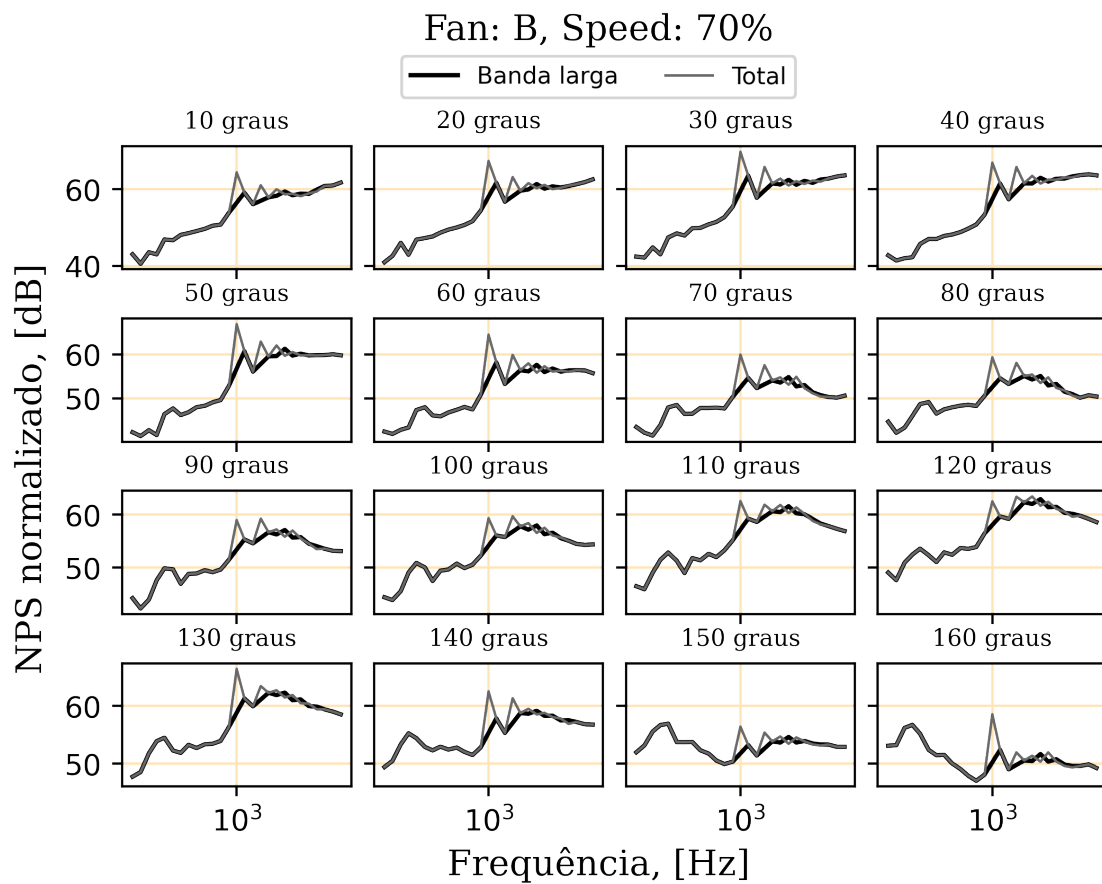 Fan: B, Speed: 70%
Banda larga Total
10 graus 20 graus 30 graus 40 graus
60
40
50 graus 60 graus 70 graus 80 graus
60
50
90 graus 100 graus 110 graus 120 graus
60
50
130 graus 140 graus 150 graus 160 graus
60
50
10³ 10³ 10³ 10³
NPS normalizado, [dB]
Frequência, [Hz]